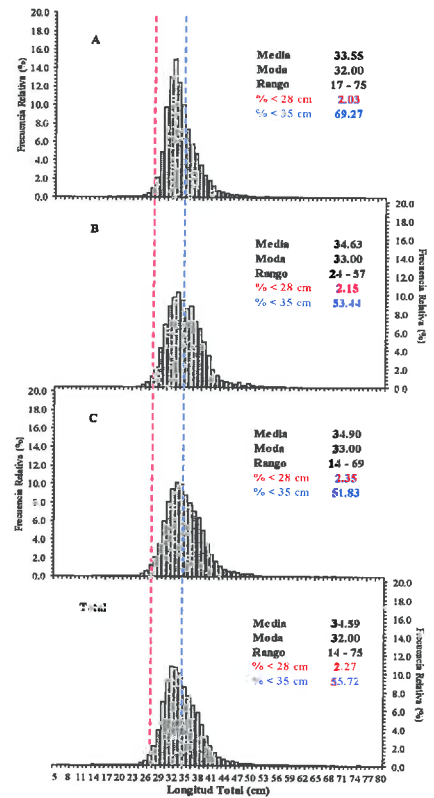 20.0
18.0
16.0
14.0
12.0
10.0
8.0
6.0
4.0
2.0
0.0
Frecuencia Relativa (%)
A
Media 33.55
Moda 32.00
Rango 17 - 75
% < 28 cm 2.03
% < 35 cm 69.27
20.0
18.0
16.0
14.0
12.0
10.0
8.0
6.0
4.0
2.0
0.0
Frecuencia Relativa (%)
B
Media 34.63
Moda 33.00
Rango 24 - 57
% < 28 cm 2.15
% < 35 cm 53.44
20.0
18.0
16.0
14.0
12.0
10.0
8.0
6.0
4.0
2.0
0.0
Frecuencia Relativa (%)
C
Media 34.90
Moda 33.00
Rango 14 - 69
% < 28 cm 2.35
% < 35 cm 51.83
20.0
18.0
16.0
14.0
12.0
10.0
8.0
6.0
4.0
2.0
0.0
Frecuencia Relativa (%)
Total
Media 34.59
Moda 32.00
Rango 14 - 75
% < 28 cm 2.27
% < 35 cm 55.72
5 8 11 14 17 20 23 26 29 32 35 38 41 44 47 50 53 56 59 62 65 68 71 74 77 80
Longitud Total (cm)